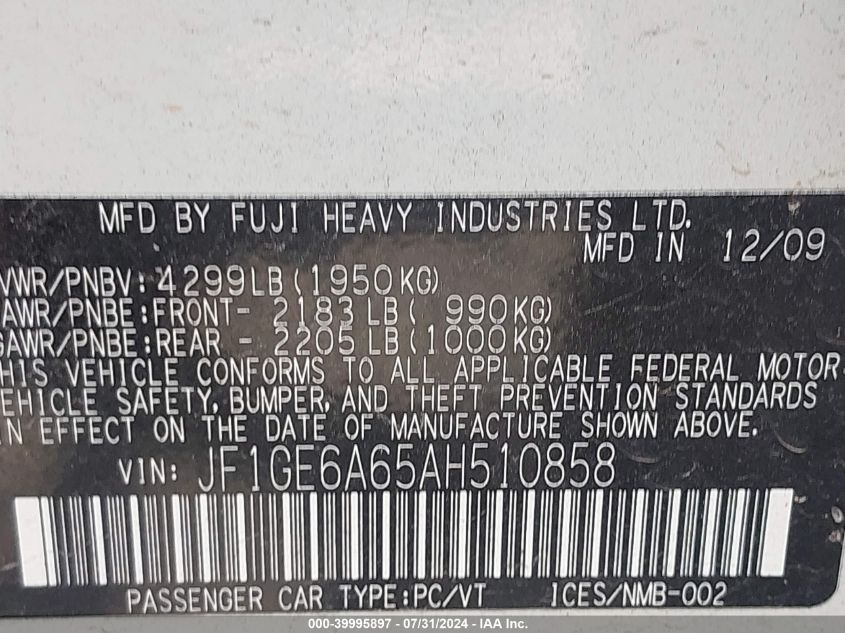 MFD BY FUJI HEAVY INDUSTRIES LTD.
MFD IN 12/09
VWR/PNBV: 4299LB (1950KG)
AWR/PNBE: FRONT- 2183 LB ( 990KG)
GAWR/PNBE: REAR - 2205 LB (1000KG)
HIS VEHICLE CONFORMS TO ALL APPLICABLE FEDERAL MOTOR
EHICLE SAFETY, BUMPER, AND THEFT PREVENTION STANDARDS
IN EFFECT ON THE DATE OF MANUFACTURE SHOWN ABOVE.
VIN: JF1GE6A65AH510858
PASSENGER CAR TYPE: PC/VT ICES/NMB-002
000-39995897 - 07/31/2024 - IAAI.com